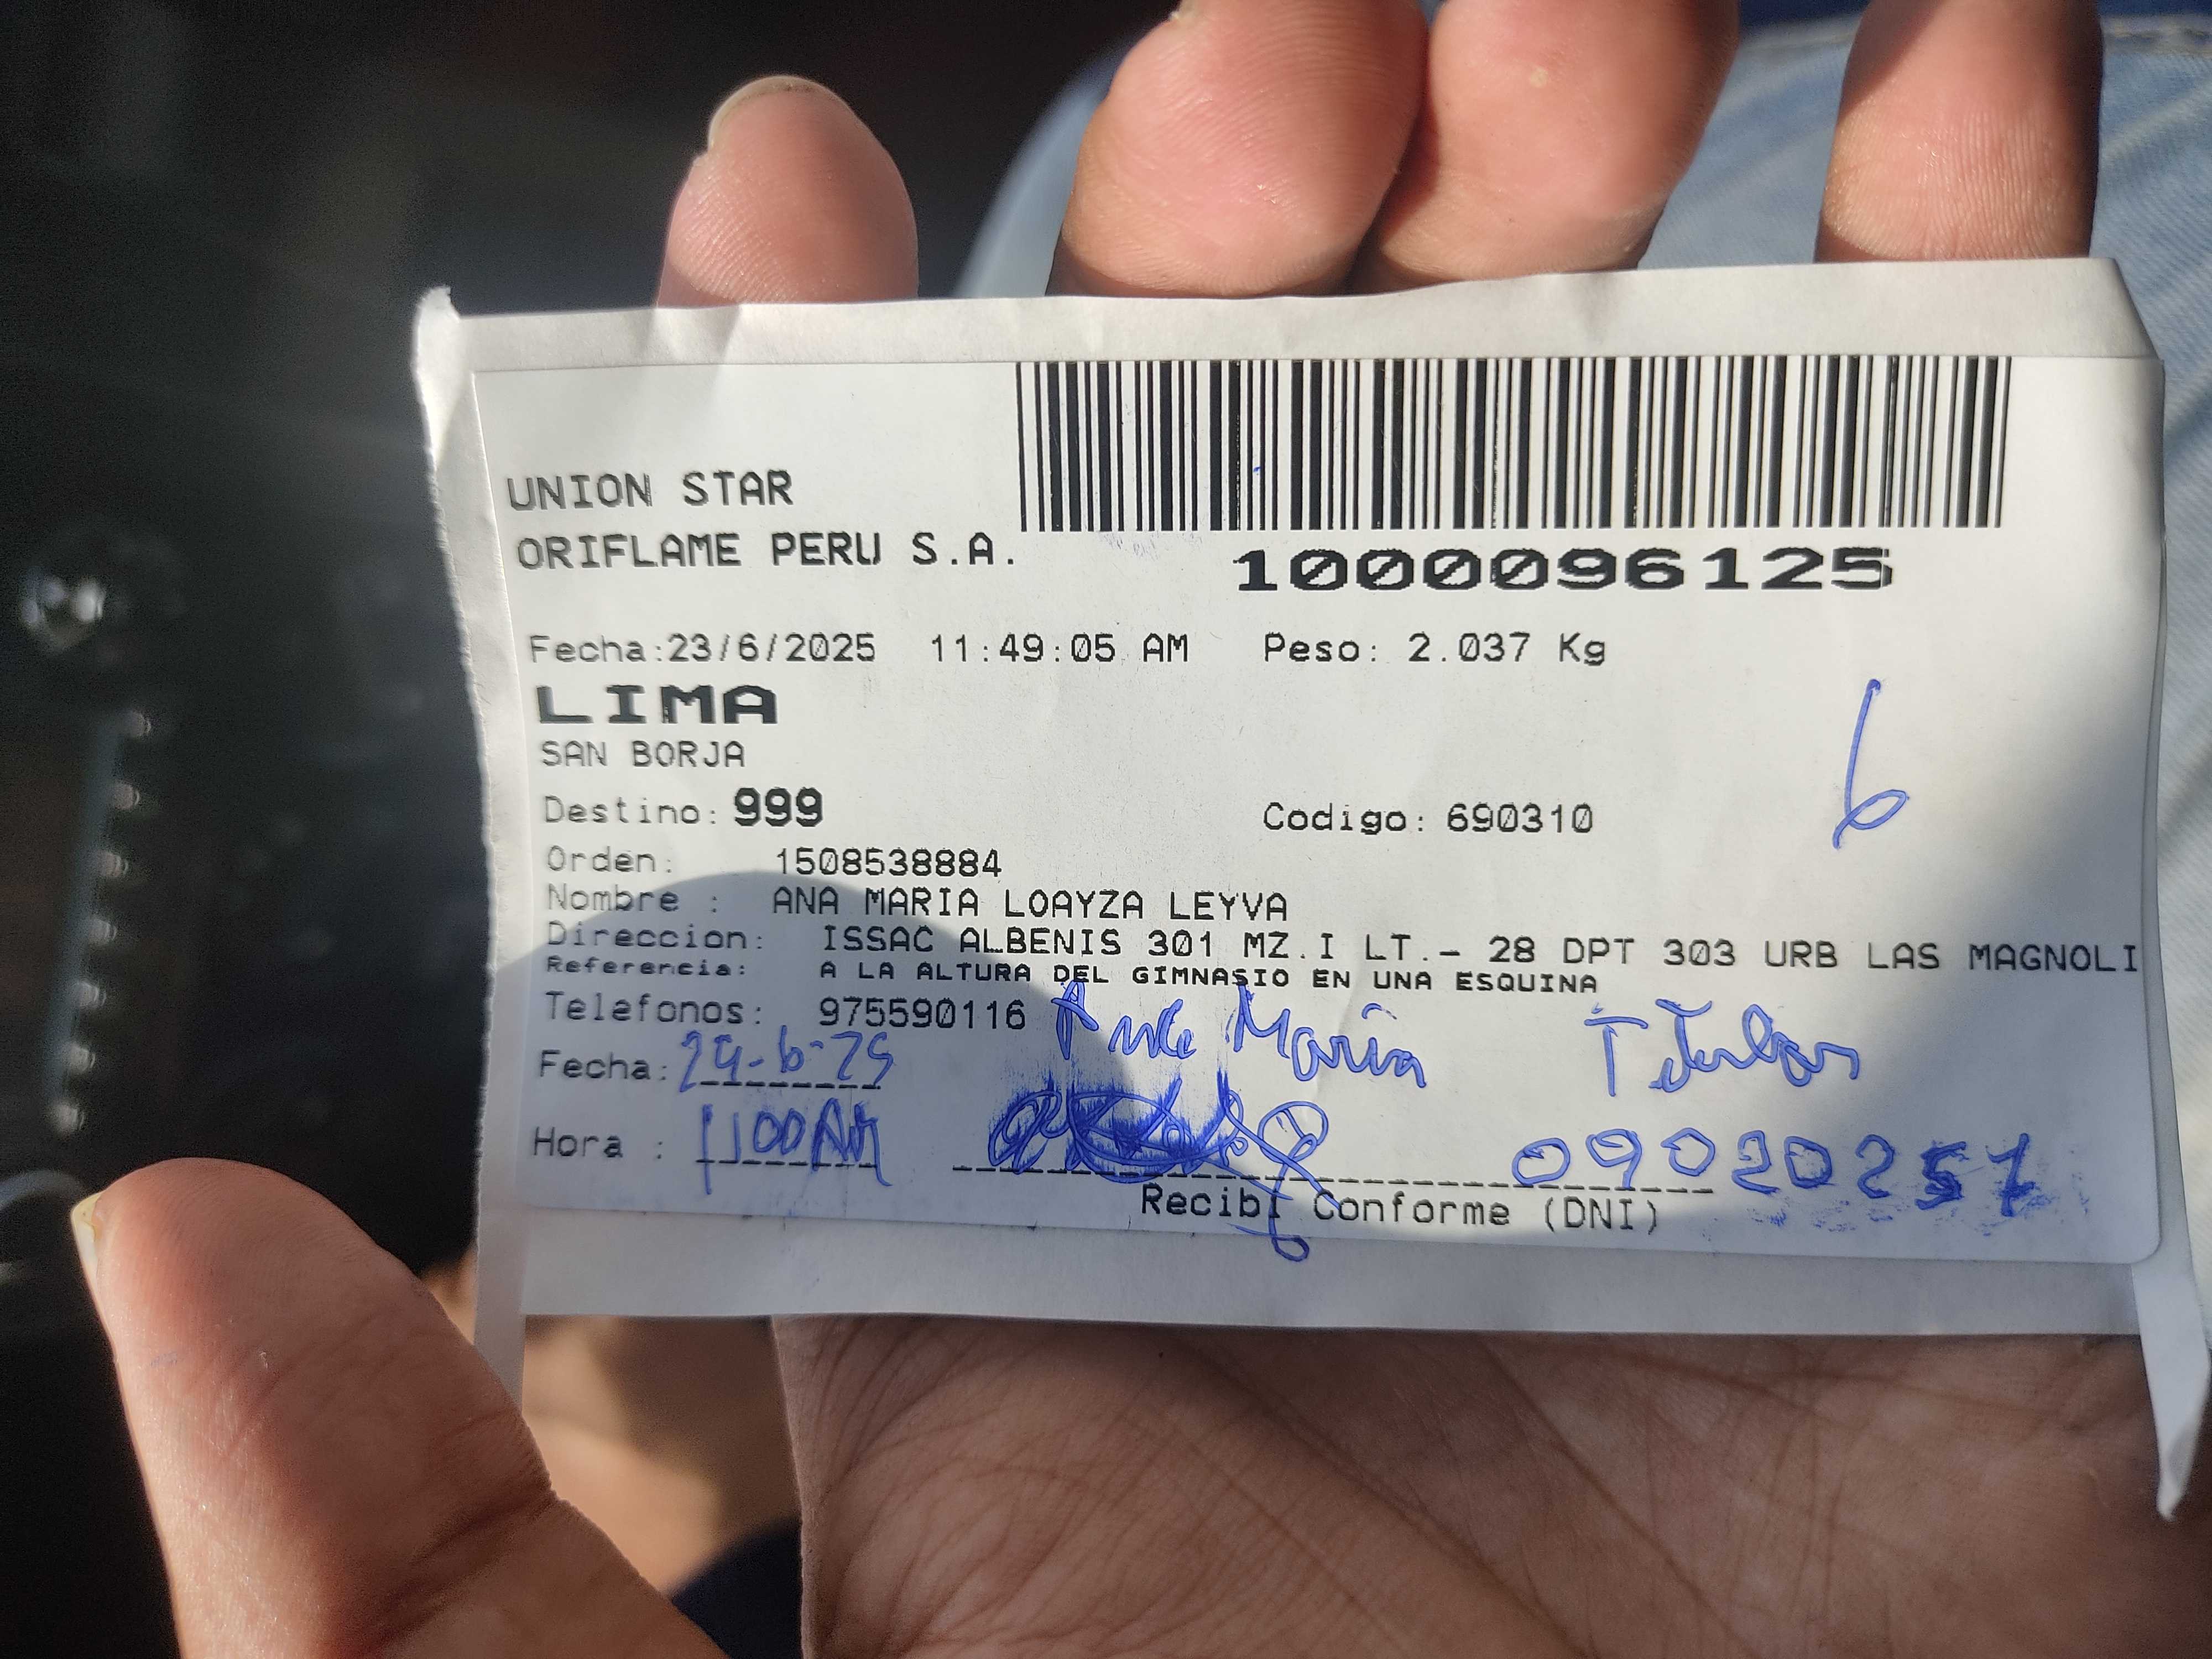 UNION STAR
ORIFLAME PERU S.A.
1000096125
Fecha:23/6/2025 11:49:05 AM Peso: 2.037 Kg
LIMA
SAN BORJA
6
Destino: 999 Codigo: 690310
Orden: 1508538884
Nombre : ANA MARIA LOAYZA LEYVA
Direccion: ISSAC ALBENIS 301 MZ.I LT.- 28 DPT 303 URB LAS MAGNOLI
Referencia: A LA ALTURA DEL GIMNASIO EN UNA ESQUINA
Telefonos: 975590116 Maria Titular
Fecha: 24-6-25
Hora : 1100AM 09020257
Recibi Conforme (DNI)